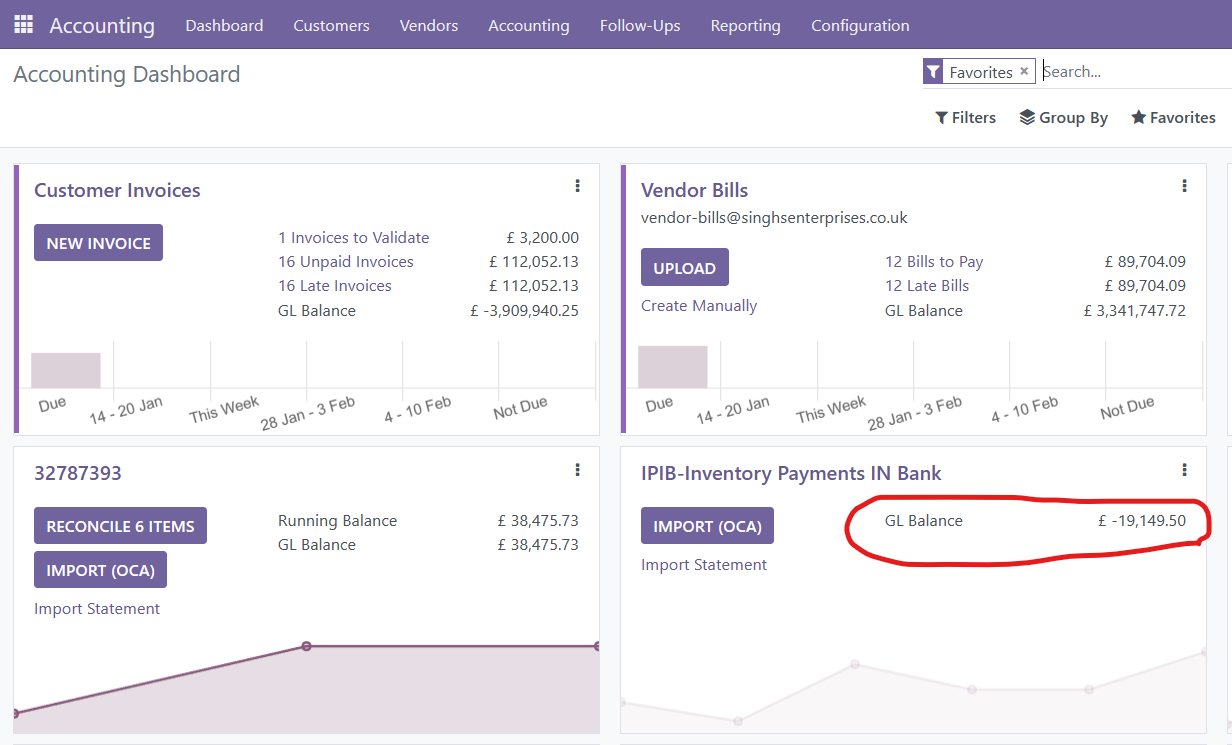 Accounting Dashboard Customers Vendors Accounting Follow-Ups Reporting Configuration
Accounting Dashboard
Favorites × Search...
Filters Group By Favorites
Customer Invoices
NEW INVOICE
1 Invoices to Validate £ 3,200.00
16 Unpaid Invoices £ 112,052.13
16 Late Invoices £ 112,052.13
GL Balance £ -3,909,940.25
Due 14 - 20 Jan This Week 28 Jan - 3 Feb 4 - 10 Feb Not Due
Vendor Bills
vendor-bills@singhsenterprises.co.uk
UPLOAD
Create Manually
12 Bills to Pay £ 89,704.09
12 Late Bills £ 89,704.09
GL Balance £ 3,341,747.72
Due 14 - 20 Jan This Week 28 Jan - 3 Feb 4 - 10 Feb Not Due
32787393
RECONCILE 6 ITEMS
IMPORT (OCA)
Import Statement
Running Balance £ 38,475.73
GL Balance £ 38,475.73
IPIB-Inventory Payments IN Bank
IMPORT (OCA)
Import Statement
GL Balance £ -19,149.50